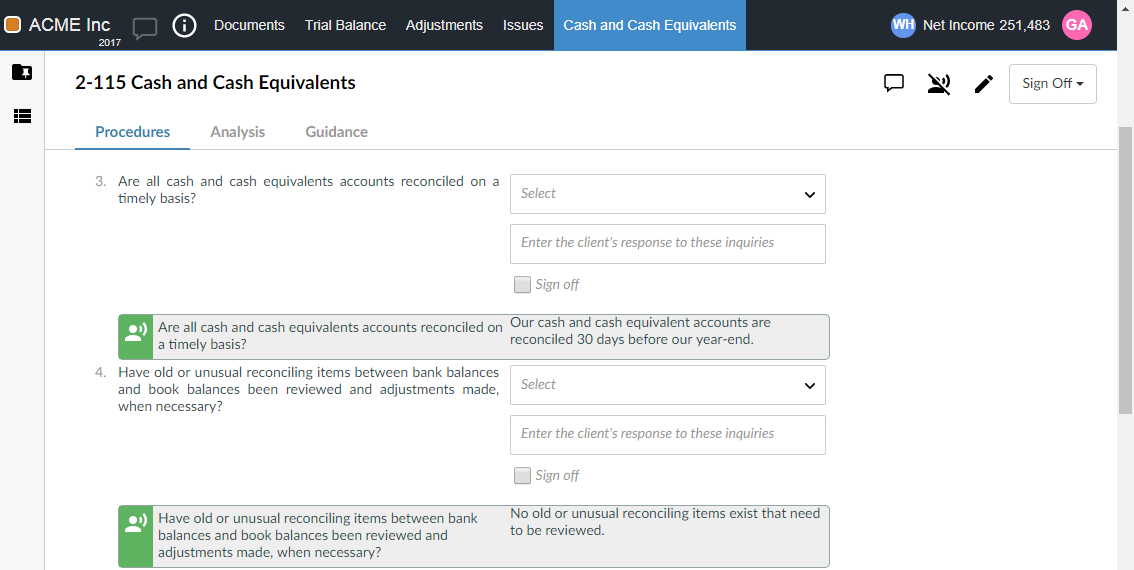 ACME Inc
2017
Documents
Trial Balance
Adjustments
Issues
Cash and Cash Equivalents
WH
Net Income 251,483
GA
2-115 Cash and Cash Equivalents
Sign Off
Procedures
Analysis
Guidance
3. Are all cash and cash equivalents accounts reconciled on a
timely basis?
Select
Enter the client's response to these inquiries
Sign off
Are all cash and cash equivalents accounts reconciled on
a timely basis?
Our cash and cash equivalent accounts are
reconciled 30 days before our year-end.
4. Have old or unusual reconciling items between bank balances
and book balances been reviewed and adjustments made,
when necessary?
Select
Enter the client's response to these inquiries
Sign off
Have old or unusual reconciling items between bank
balances and book balances been reviewed and
adjustments made, when necessary?
No old or unusual reconciling items exist that need
to be reviewed.